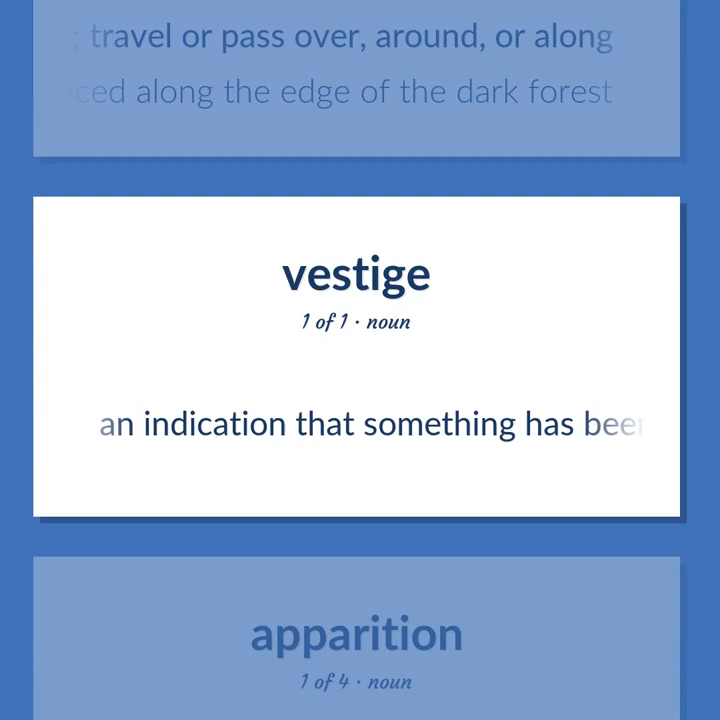 ; travel or pass over, around, or along
along the edge of the dark forest
vestige
1 of 1 · noun
an indication that something has been
apparition
1 of 4 · noun